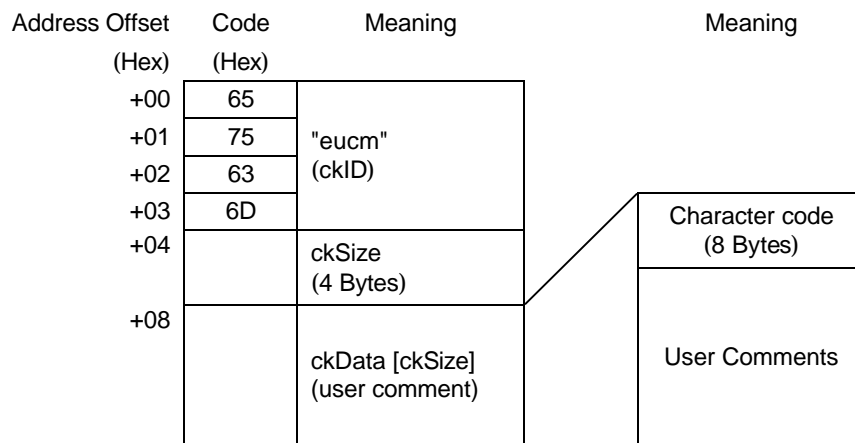 Address Offset Code Meaning Meaning
(Hex) (Hex)
+00 65
+01 75 "eucm"
+02 63 (ckID)
+03 6D
+04 ckSize
(4 Bytes)
Character code
(8 Bytes)
+08
ckData [ckSize]
(user comment)
User Comments